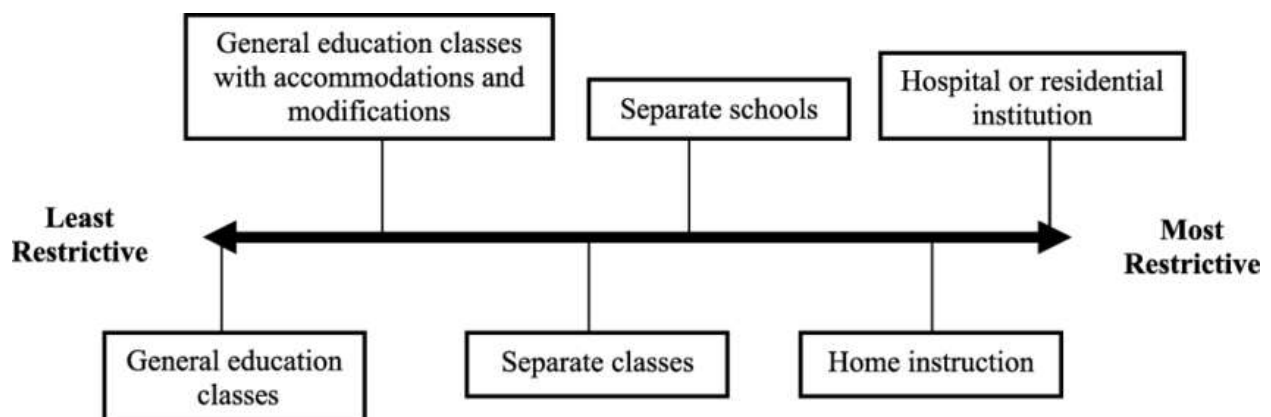 General education classes
with accommodations and
modifications
Separate schools
Hospital or residential
institution
Least
Restrictive
Most
Restrictive
General education
classes
Separate classes
Home instruction